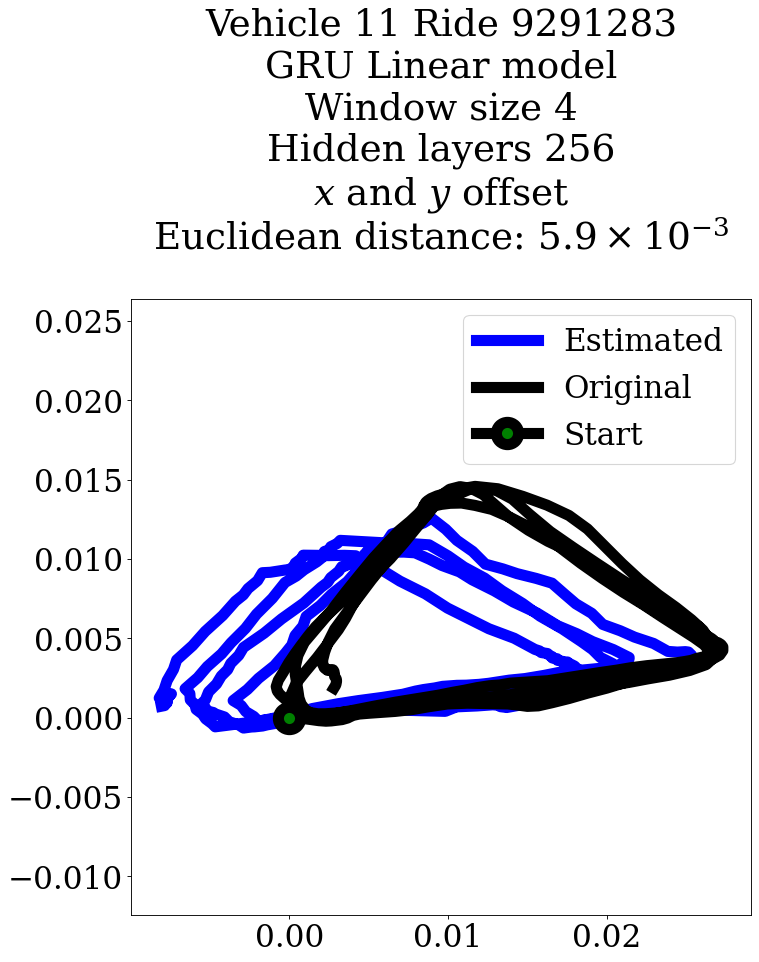 Vehicle 11 Ride 9291283
GRU Linear model
Window size 4
Hidden layers 256
x and y offset
Euclidean distance: 5.9 × 10⁻³
0.025
0.020
0.015
0.010
0.005
0.000
−0.005
−0.010
Estimated
Original
Start
0.00 0.01 0.02